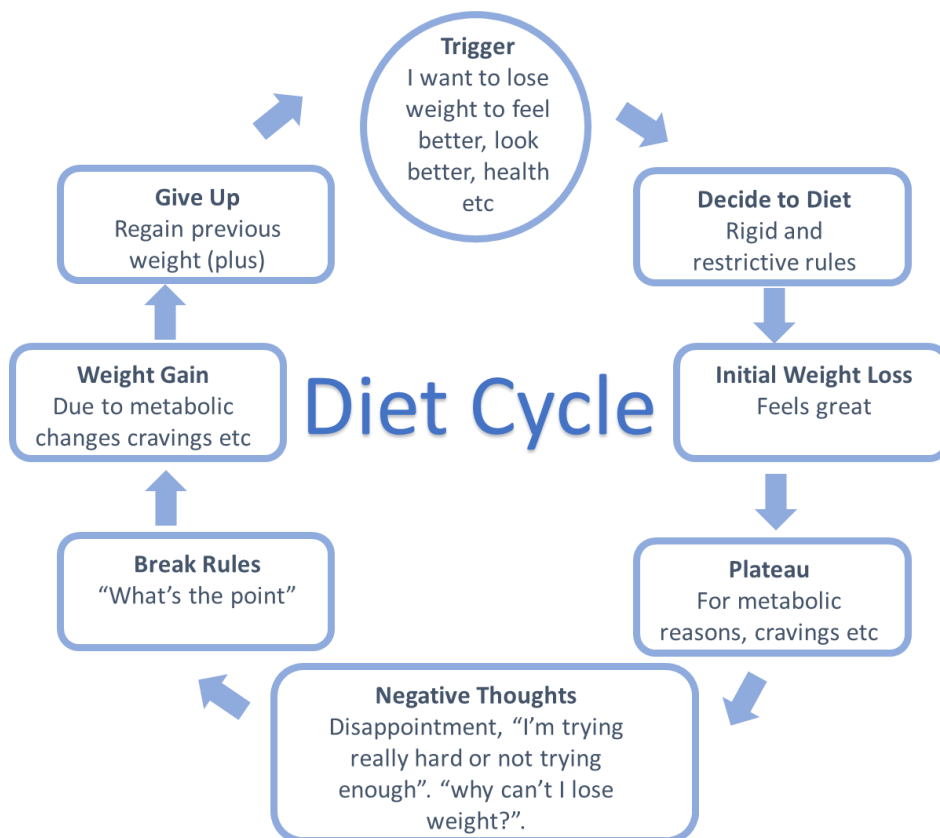 Trigger
I want to lose
weight to feel
better, look
better, health
etc
Decide to Diet
Rigid and
restrictive rules
Initial Weight Loss
Feels great
Plateau
For metabolic
reasons, cravings etc
Negative Thoughts
Disappointment, “I’m trying
really hard or not trying
enough”. “why can’t I lose
weight?”.
Break Rules
“What’s the point”
Weight Gain
Due to metabolic
changes cravings etc
Give Up
Regain previous
weight (plus)
Diet Cycle